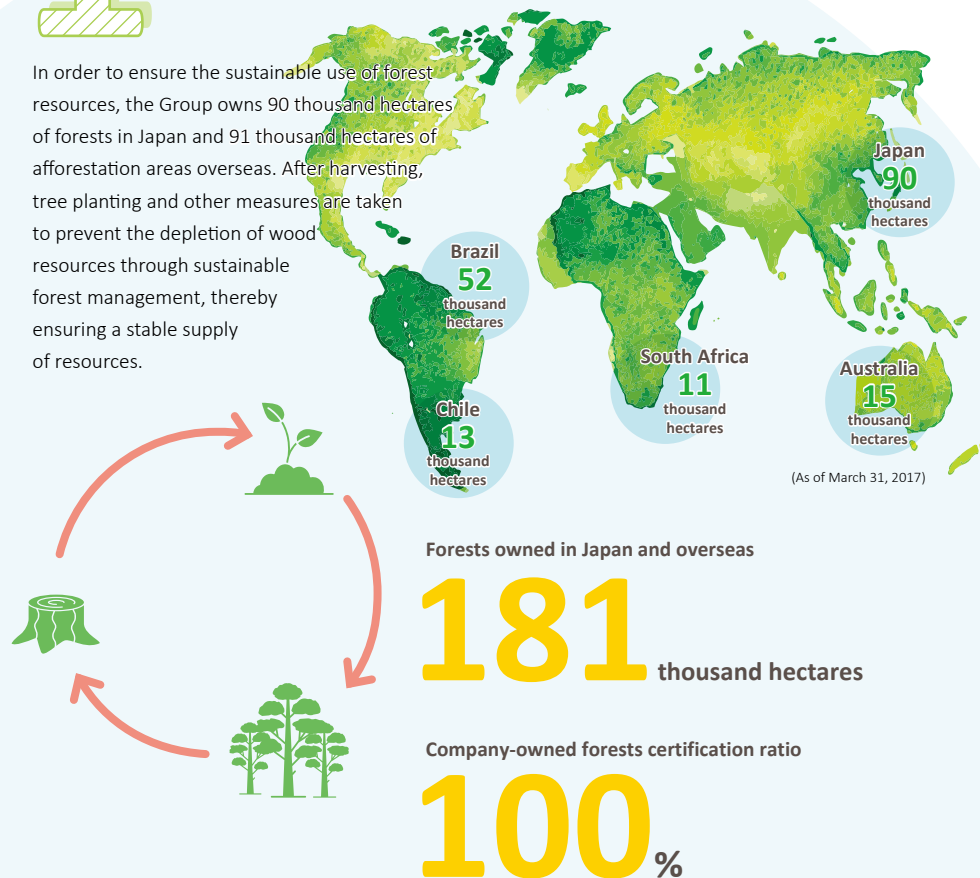 In order to ensure the sustainable use of forest
resources, the Group owns 90 thousand hectares
of forests in Japan and 91 thousand hectares of
afforestation areas overseas. After harvesting,
tree planting and other measures are taken
to prevent the depletion of wood
resources through sustainable
forest management, thereby
ensuring a stable supply
of resources.
Japan
90
thousand
hectares
Brazil
52
thousand
hectares
South Africa
11
thousand
hectares
Australia
15
thousand
hectares
Chile
13
thousand
hectares
(As of March 31, 2017)
Forests owned in Japan and overseas
181 thousand hectares
Company-owned forests certification ratio
100%